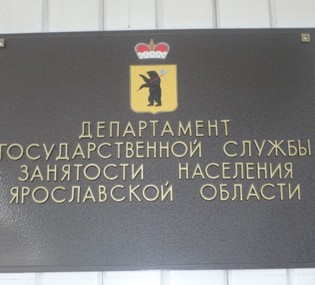 ДЕПАРТАМЕНТ
ГОСУДАРСТВЕННОЙ СЛУЖБЫ
ЗАНЯТОСТИ НАСЕЛЕНИЯ
ЯРОСЛАВСКОЙ ОБЛАСТИ